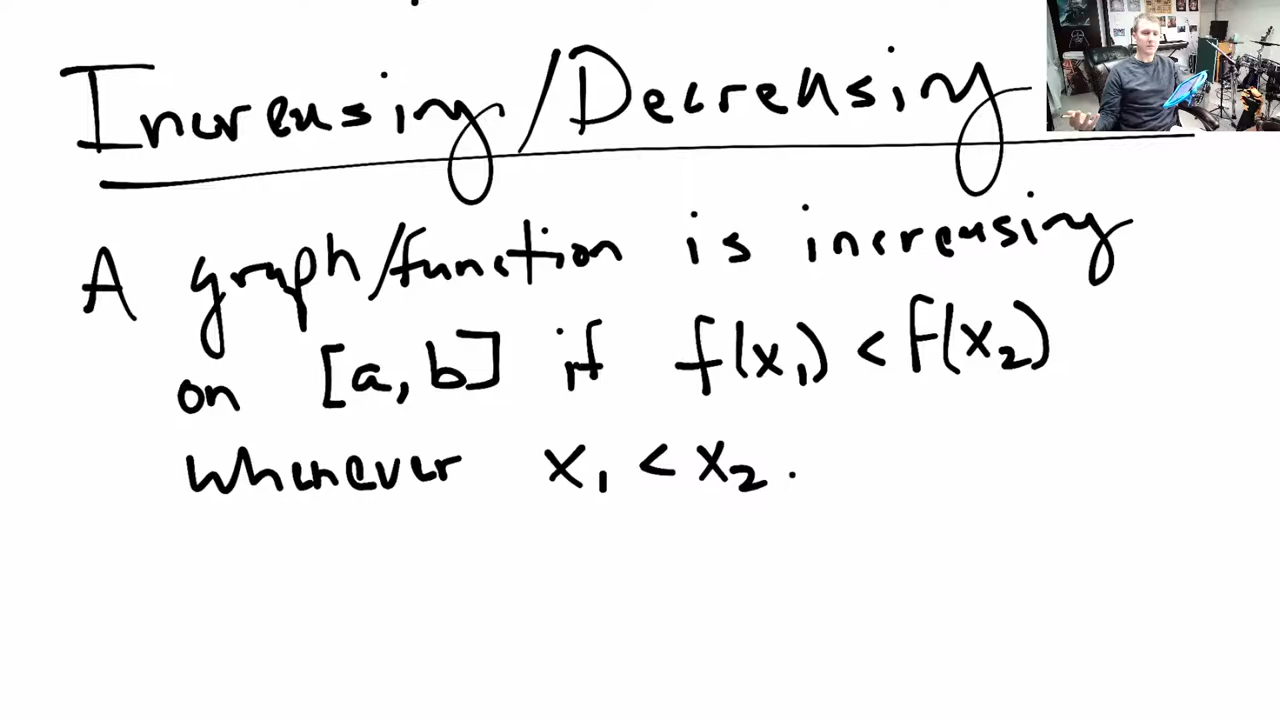 Increasing/Decreasing
A graph/function is increasing
on [a, b] if f(x₁) < f(x₂)
whenever x₁ < x₂.